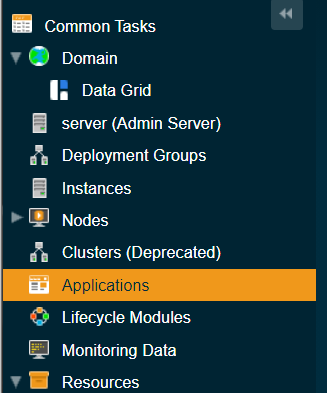 Common Tasks
Domain
Data Grid
server (Admin Server)
Deployment Groups
Instances
Nodes
Clusters (Deprecated)
Applications
Lifecycle Modules
Monitoring Data
Resources